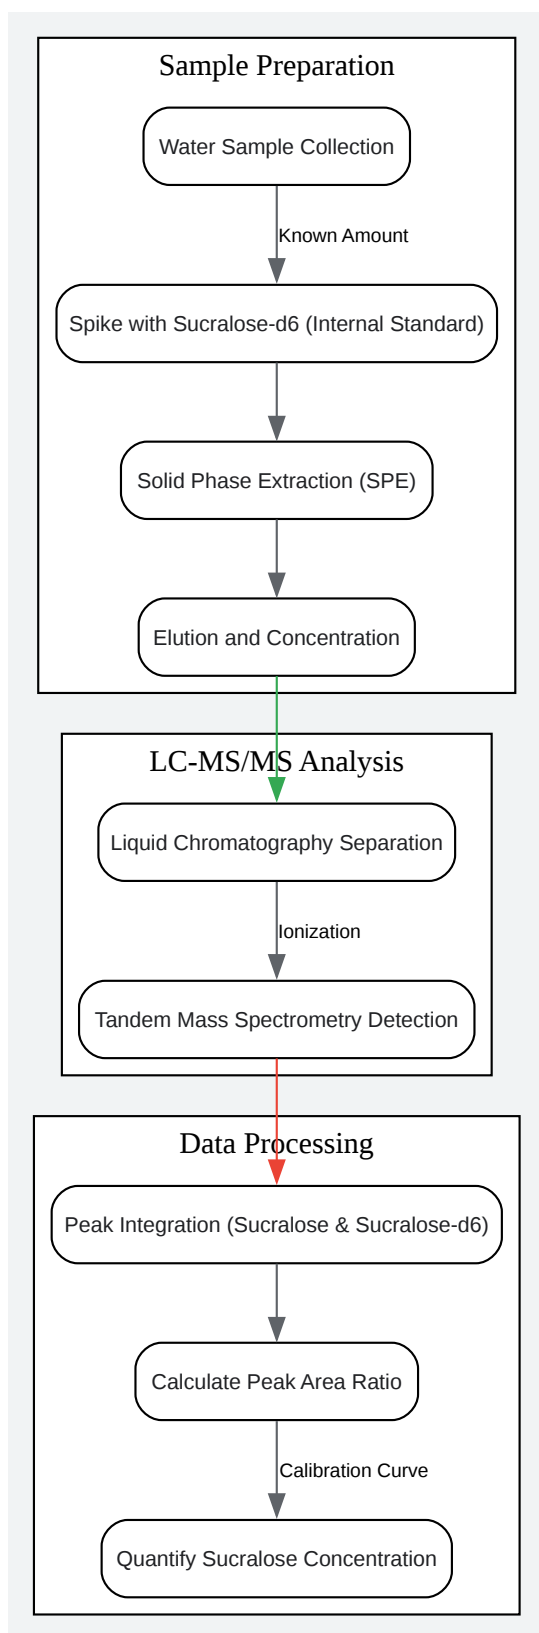 Sample Preparation
Water Sample Collection
Known Amount
Spike with Sucralose-d6 (Internal Standard)
Solid Phase Extraction (SPE)
Elution and Concentration
LC-MS/MS Analysis
Liquid Chromatography Separation
Ionization
Tandem Mass Spectrometry Detection
Data Processing
Peak Integration (Sucralose & Sucralose-d6)
Calculate Peak Area Ratio
Calibration Curve
Quantify Sucralose Concentration